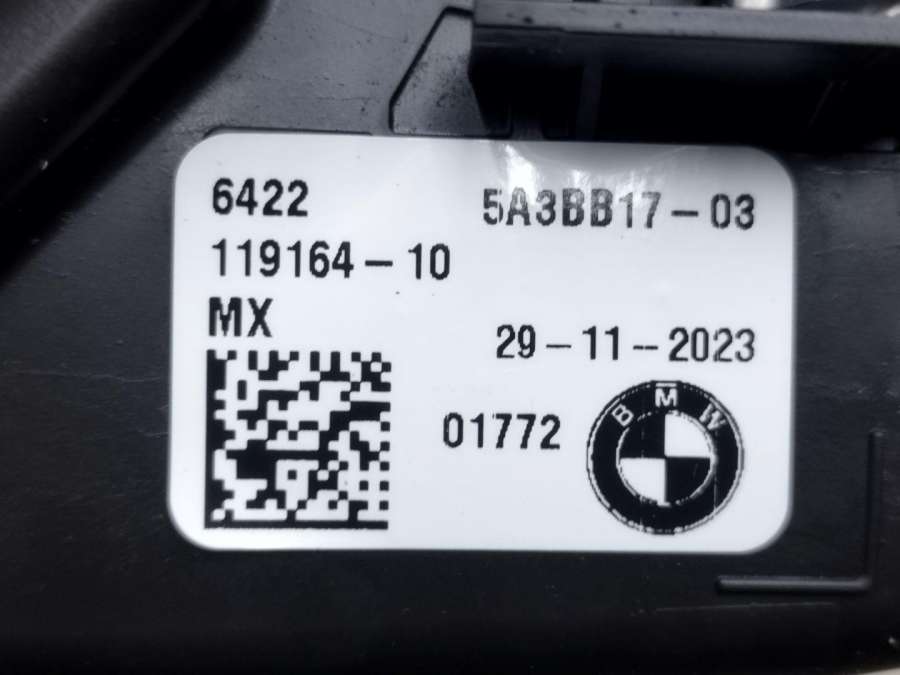 6422 5A3BB17-03
119164-10
MX
29-11-2023
01772
BMW